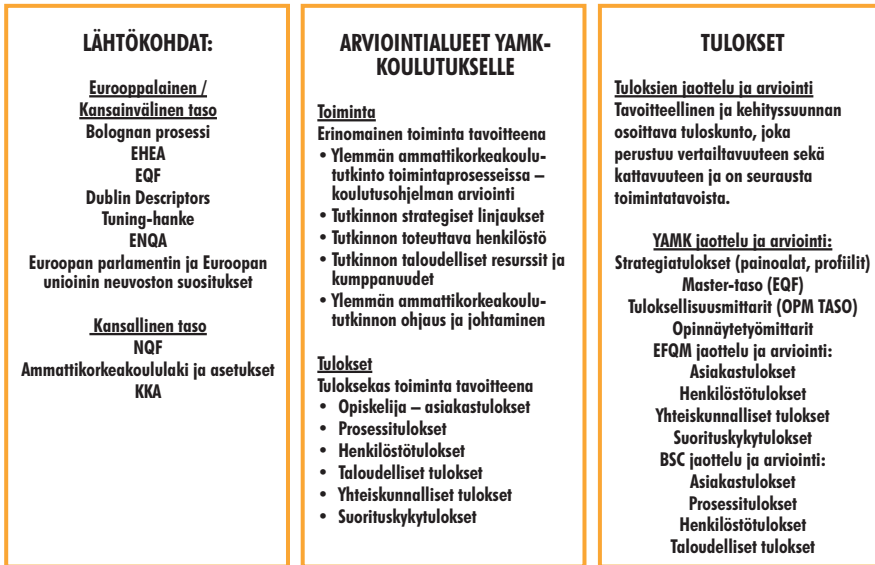 LÄHTÖKOHDAT:
Eurooppalainen /
Kansainvälinen taso
Bolognan prosessi
EHEA
EQF
Dublin Descriptors
Tuning-hanke
ENQA
Euroopan parlamentin ja Euroopan
unioinin neuvoston suositukset
Kansallinen taso
NQF
Ammattikorkeakoululaki ja asetukset
KKA
ARVIOINTIALUEET YAMK-
KOULUTUKSELLE
Toiminta
Erinomainen toiminta tavoitteena
• Ylemmän ammattikorkeakoulu-
tutkinto toimintaprosesseissa –
koulutusohjelman arviointi
• Tutkinnon strategiset linjaukset
• Tutkinnon toteuttava henkilöstö
• Tutkinnon taloudelliset resurssit ja
kumppanuudet
• Ylemmän ammattikorkeakoulu-
tutkinnon ohjaus ja johtaminen
Tulokset
Tuloksekas toiminta tavoitteena
• Opiskelija – asiakastulokset
• Prosessitulokset
• Henkilöstötulokset
• Taloudelliset tulokset
• Yhteiskunnalliset tulokset
• Suorituskykytulokset
TULOKSET
Tuloksien jaottelu ja arviointi
Tavoitteellinen ja kehityssuunnan
osoittava tuloskunto, joka
perustuu vertailtavuuteen sekä
kattavuuteen ja on seurausta
toimintatavoista.
YAMK jaottelu ja arviointi:
Strategiatulokset (painoalat, profiilit)
Master-taso (EQF)
Tuloksellisuusmittarit (OPM TASO)
Opinnäytetyömittarit
EFQM jaottelu ja arviointi:
Asiakastulokset
Henkilöstötulokset
Yhteiskunnalliset tulokset
Suorituskykytulokset
BSC jaottelu ja arviointi:
Asiakastulokset
Prosessitulokset
Henkilöstötulokset
Taloudelliset tulokset